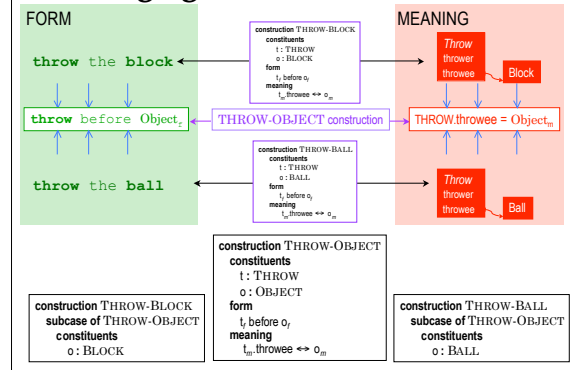 FORM
MEANING
construction THROW-BLOCK
constituents
t : THROW
o : BLOCK
form
t_f before o_f
meaning
t_m.throwee ↔ o_m
throw the block
Throw
thrower
throwee
Block
throw before Object_f
THROW-OBJECT construction
THROW.throwee = Object_m
construction THROW-BALL
constituents
t : THROW
o : BALL
form
t_f before o_f
meaning
t_m.throwee ↔ o_m
throw the ball
Throw
thrower
throwee
Ball
construction THROW-OBJECT
constituents
t : THROW
o : OBJECT
form
t_f before o_f
meaning
t_m.throwee ↔ o_m
construction THROW-BLOCK
subcase of THROW-OBJECT
constituents
o : BLOCK
construction THROW-BALL
subcase of THROW-OBJECT
constituents
o : BALL